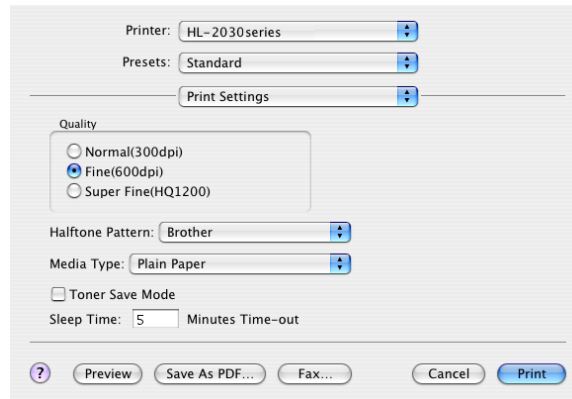 Printer: HL-2030series
Presets: Standard
Print Settings
Quality
Normal(300dpi)
Fine(600dpi)
Super Fine(HQ1200)
Halftone Pattern: Brother
Media Type: Plain Paper
Toner Save Mode
Sleep Time: 5 Minutes Time-out
? Preview Save As PDF... Fax... Cancel Print